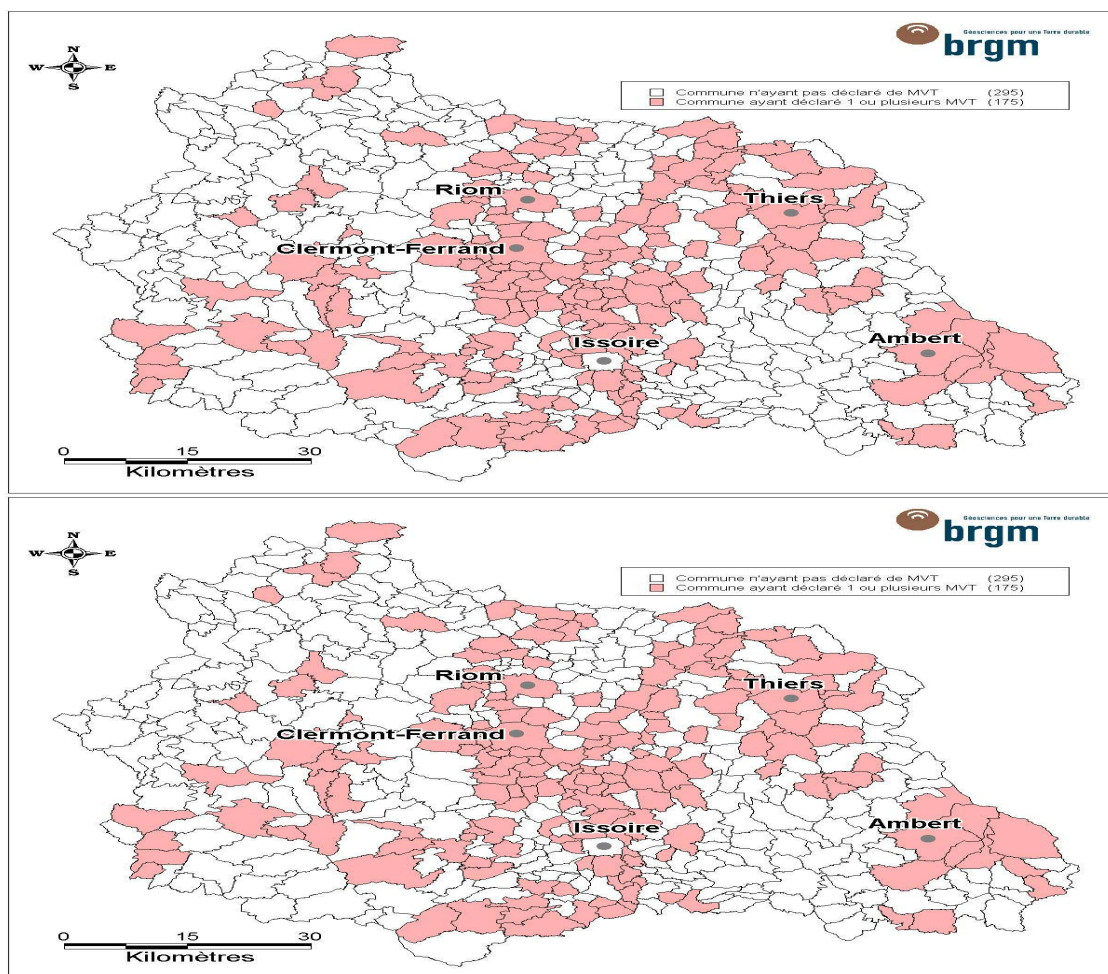 Géosciences pour une Terre durable
brgm
N
W E
S
Commune n'ayant pas déclaré de MVT (295)
Commune ayant déclaré 1 ou plusieurs MVT (175)
Riom
Thiers
Clermont-Ferrand
Issoire
Ambert
0 15 30
Kilomètres
Géosciences pour une Terre durable
brgm
N
W E
S
Commune n'ayant pas déclaré de MVT (295)
Commune ayant déclaré 1 ou plusieurs MVT (175)
Riom
Thiers
Clermont-Ferrand
Issoire
Ambert
0 15 30
Kilomètres